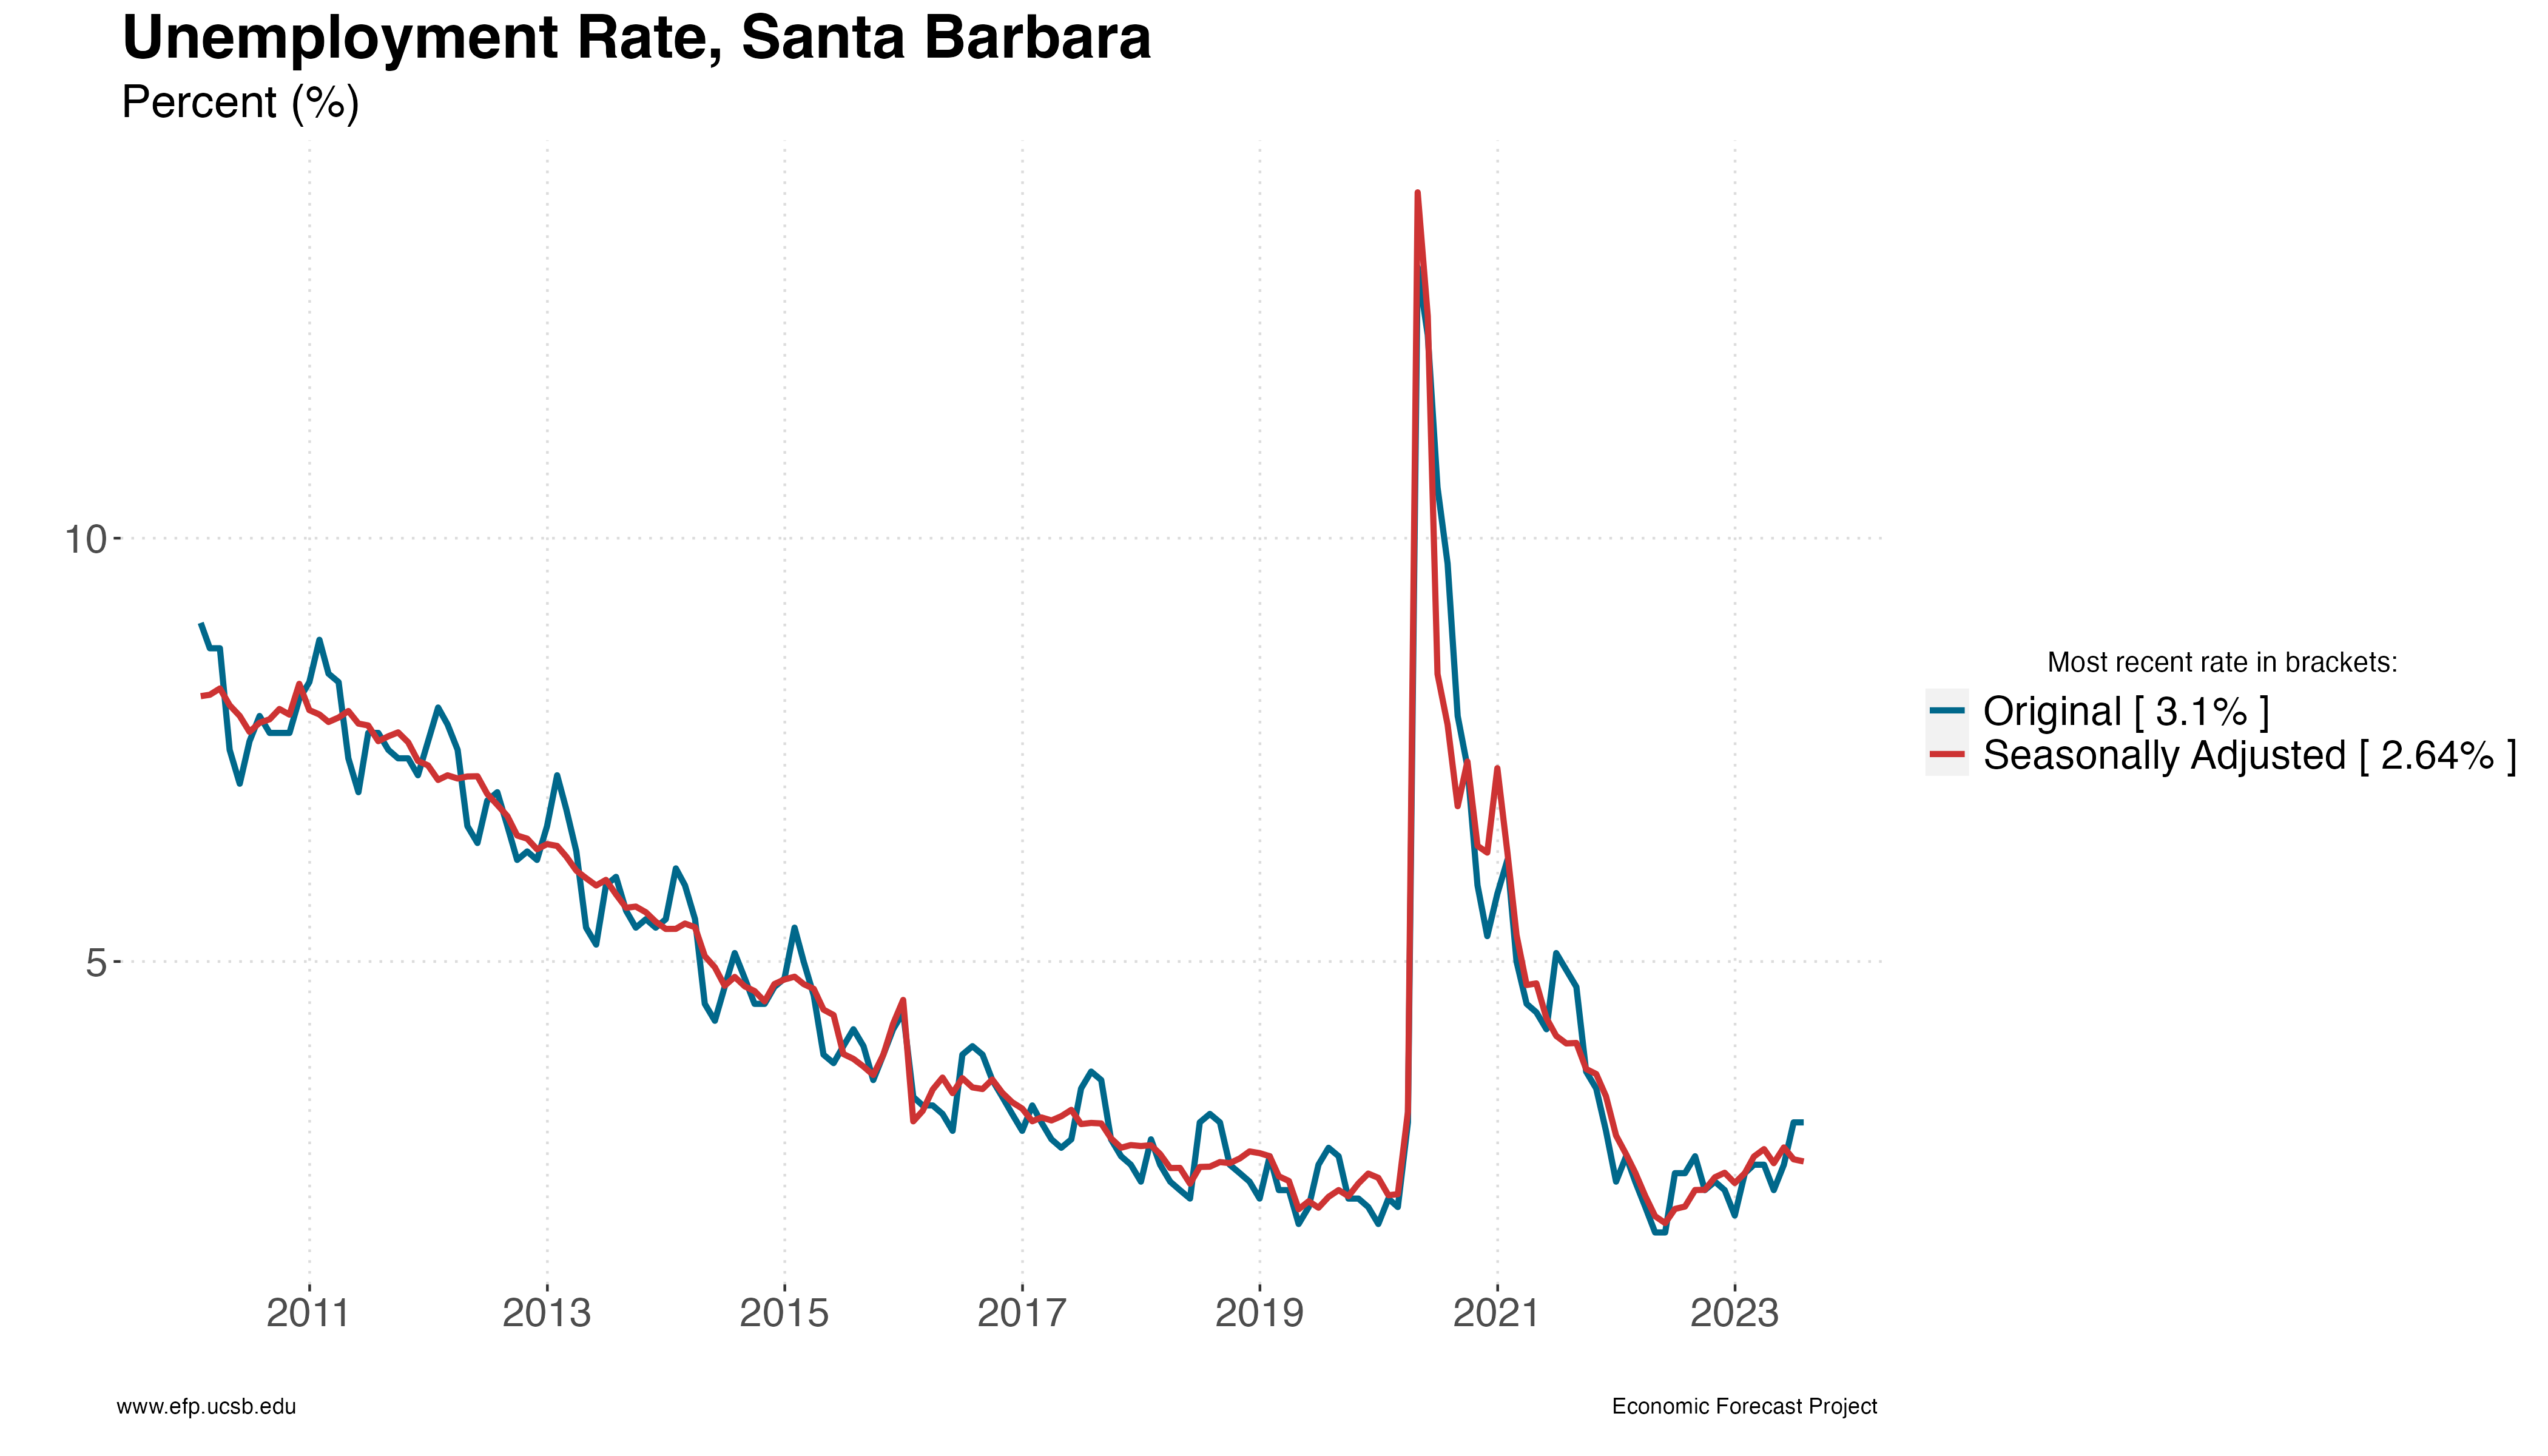 Unemployment Rate, Santa Barbara
Percent (%)
10
5
Most recent rate in brackets:
Original [ 3.1% ]
Seasonally Adjusted [ 2.64% ]
2011 2013 2015 2017 2019 2021 2023
www.efp.ucsb.edu Economic Forecast Project